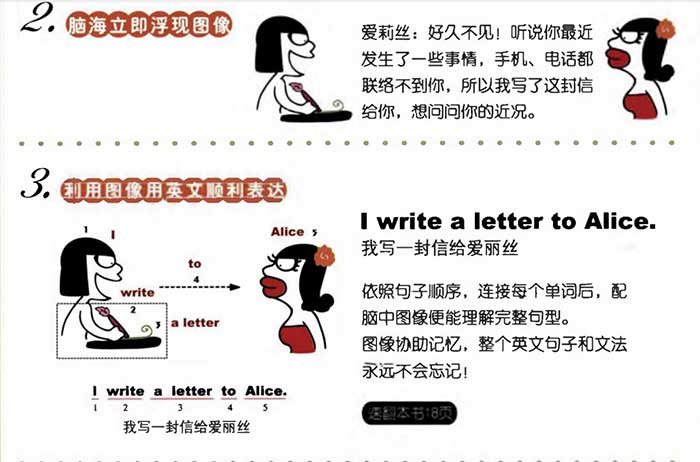 2. 脑海立即浮现图像
爱莉丝：好久不见！听说你最近
发生了一些事情，手机、电话都
联络不到你，所以我写了这封信
给你，想问问你的近况。
3. 利用图像用英文顺利表达
1 I
Alice 5
to
4
write
2
3
a letter
I write a letter to Alice.
1 2 3 4 5
我写一封信给爱丽丝
I write a letter to Alice.
我写一封信给爱丽丝
依照句子顺序，连接每个单词后，配
脑中图像便能理解完整句型。
图像协助记忆，整个英文句子和文法
永远不会忘记！
速翻本书18页